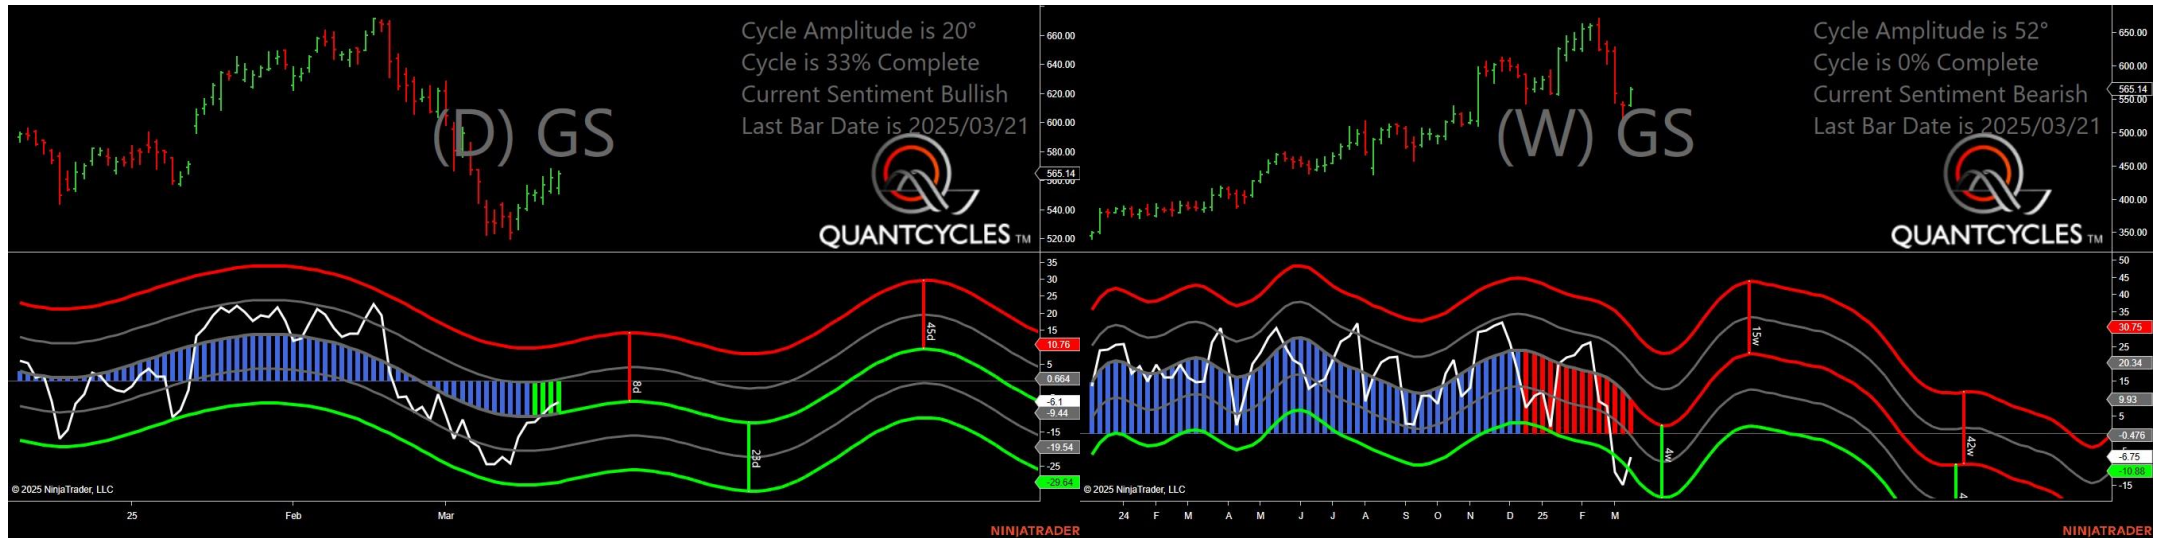 Cycle Amplitude is 20°
Cycle is 33% Complete
Current Sentiment Bullish
Last Bar Date is 2025/03/21
(D) GS
QUANTCYCLES TM
660.00
640.00
620.00
600.00
580.00
565.14
560.00
540.00
520.00
35
30
25
20
15
10.76
5
0.664
-6.1
-9.44
-15
-19.54
-25
-29.64
8d
23d
45d
© 2025 NinjaTrader, LLC
25 Feb Mar
NINJATRADER
Cycle Amplitude is 52°
Cycle is 0% Complete
Current Sentiment Bearish
Last Bar Date is 2025/03/21
(W) GS
QUANTCYCLES TM
650.00
600.00
565.14
550.00
500.00
450.00
400.00
350.00
50
45
40
35
30.75
25
20.34
15
9.93
5
-0.476
-6.75
-10.88
-15
4w
15w
42w
4
© 2025 NinjaTrader, LLC
24 F M A M J J A S O N D 25 F M
NINJATRADER